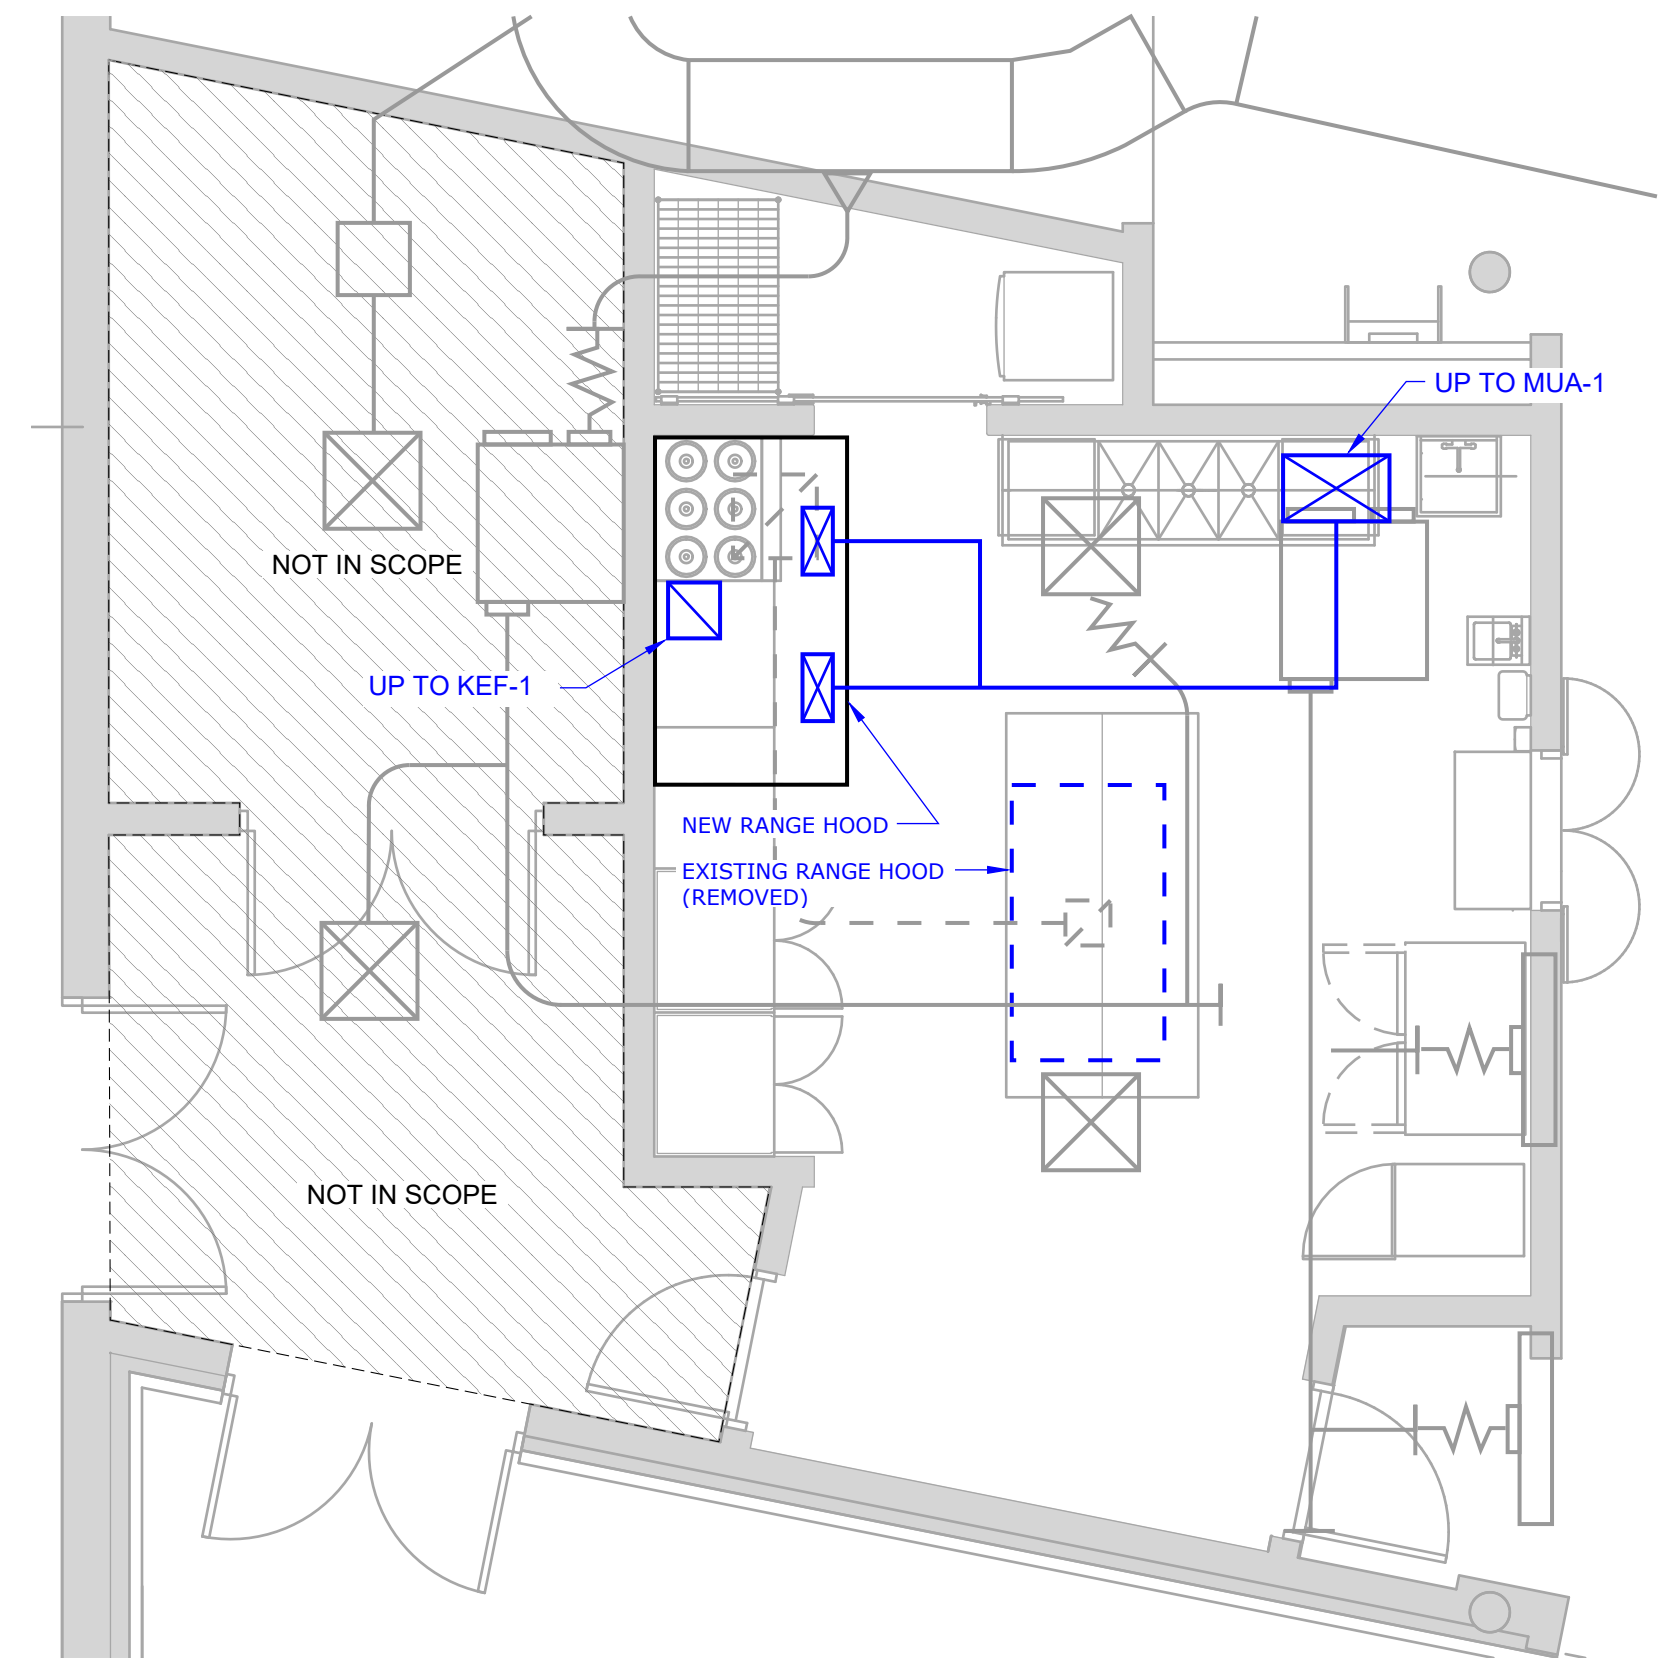 UP TO MUA-1
NOT IN SCOPE
UP TO KEF-1
NEW RANGE HOOD
EXISTING RANGE HOOD
(REMOVED)
NOT IN SCOPE